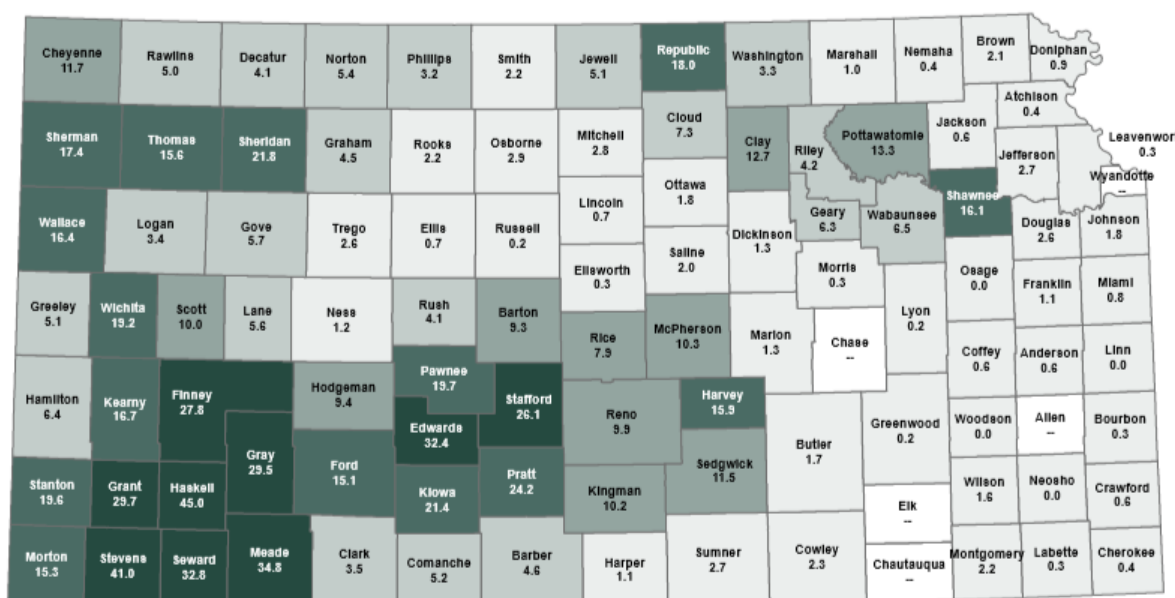 Cheyenne
11.7
Rawlins
5.0
Decatur
4.1
Norton
5.4
Phillips
3.2
Smith
2.2
Jewell
5.1
Republic
18.0
Washington
3.3
Marshall
1.0
Nemaha
0.4
Brown
2.1
Doniphan
0.9
Atchison
0.4
Sherman
17.4
Thomas
15.6
Sheridan
21.8
Graham
4.5
Rooks
2.2
Osborne
2.9
Mitchell
2.8
Cloud
7.3
Clay
12.7
Riley
4.2
Pottawatomie
13.3
Jackson
0.6
Jefferson
2.7
Leavenwor
0.3
Wyandotte
--
Wallace
16.4
Logan
3.4
Gove
5.7
Trego
2.6
Ellis
0.7
Russell
0.2
Lincoln
0.7
Ottawa
1.8
Saline
2.0
Dickinson
1.3
Geary
6.3
Wabaunsee
6.5
Shawnee
16.1
Douglas
2.6
Johnson
1.8
Ellsworth
0.3
Morris
0.3
Osage
0.0
Franklin
1.1
Miami
0.8
Greeley
5.1
Wichita
19.2
Scott
10.0
Lane
5.6
Ness
1.2
Rush
4.1
Barton
9.3
Rice
7.9
McPherson
10.3
Marion
1.3
Chase
--
Lyon
0.2
Coffey
0.6
Anderson
0.6
Linn
0.0
Hamilton
6.4
Kearny
16.7
Finney
27.8
Hodgeman
9.4
Pawnee
19.7
Stafford
26.1
Edwards
32.4
Reno
9.9
Harvey
15.9
Butler
1.7
Greenwood
0.2
Woodson
0.0
Allen
--
Bourbon
0.3
Gray
29.5
Ford
15.1
Kiowa
21.4
Pratt
24.2
Kingman
10.2
Sedgwick
11.5
Stanton
19.6
Grant
29.7
Haskell
45.0
Elk
--
Wilson
1.6
Neosho
0.0
Crawford
0.6
Morton
15.3
Stevens
41.0
Seward
32.8
Meade
34.8
Clark
3.5
Comanche
5.2
Barber
4.6
Harper
1.1
Sumner
2.7
Cowley
2.3
Chautauqua
--
Montgomery
2.2
Labette
0.3
Cherokee
0.4